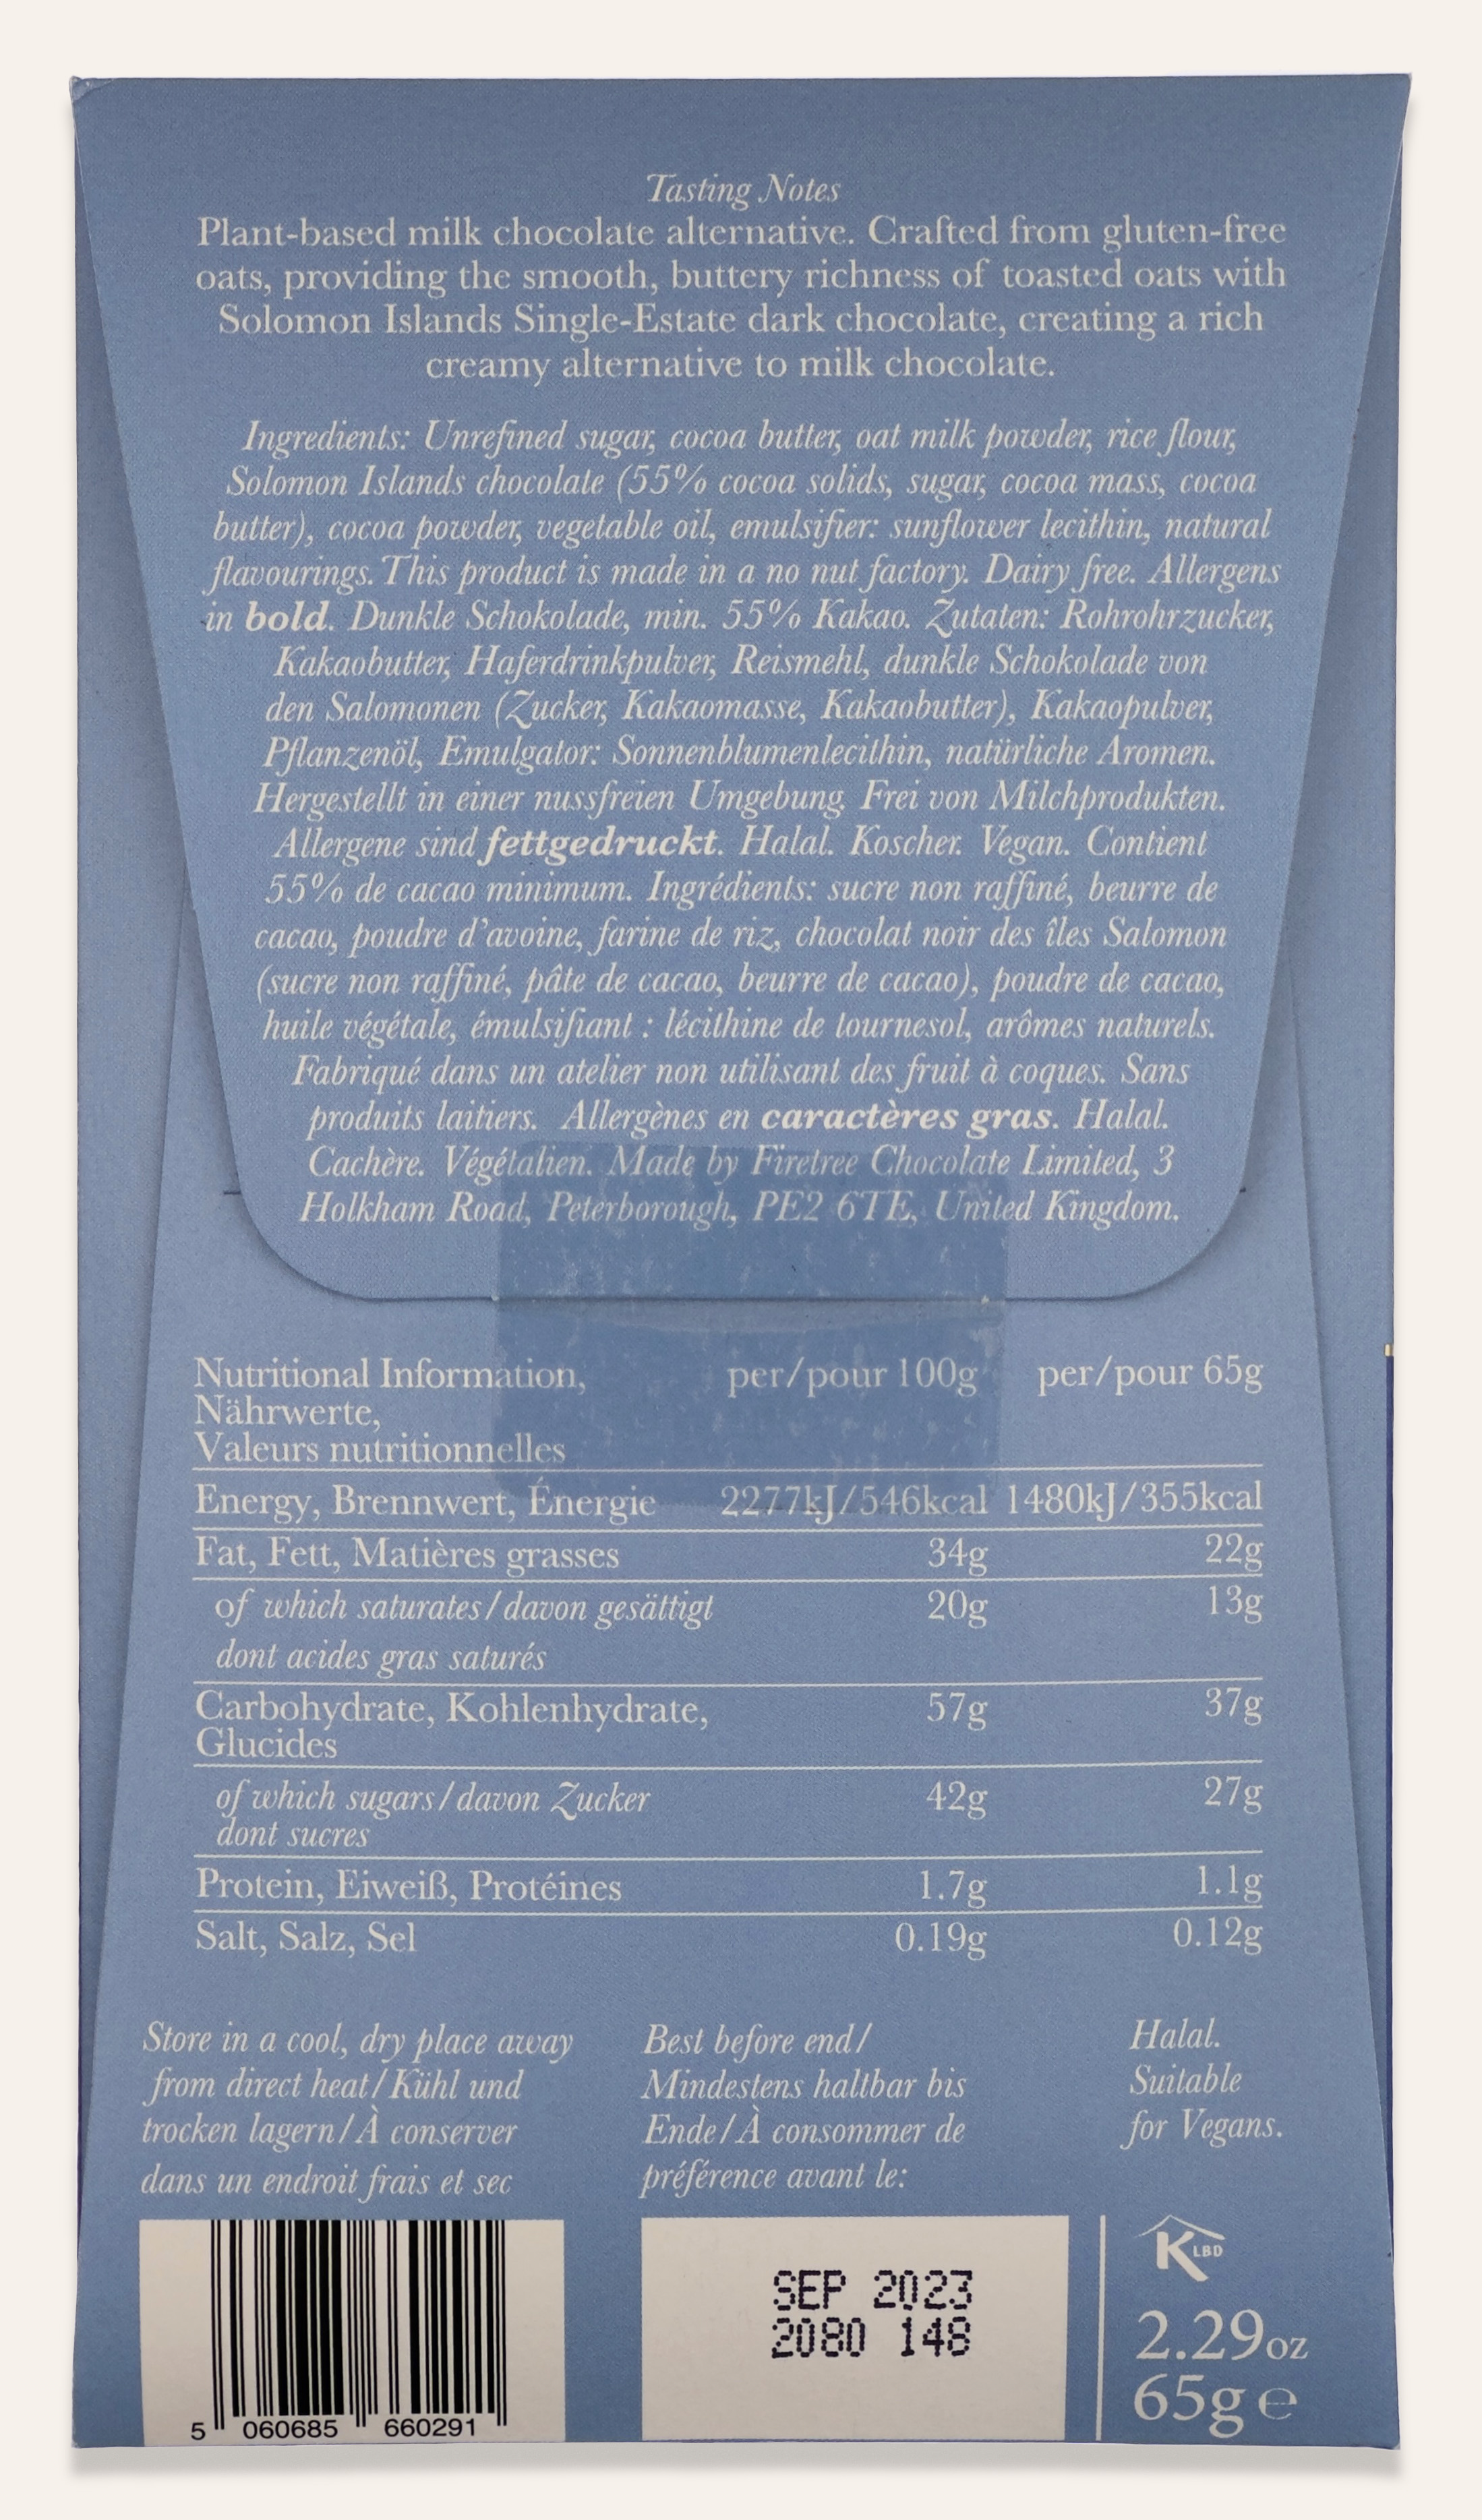 Tasting Notes
Plant-based milk chocolate alternative. Crafted from gluten-free
oats, providing the smooth, buttery richness of toasted oats with
Solomon Islands Single-Estate dark chocolate, creating a rich
creamy alternative to milk chocolate.
Ingredients: Unrefined sugar, cocoa butter, oat milk powder, rice flour,
Solomon Islands chocolate (55% cocoa solids, sugar, cocoa mass, cocoa
butter), cocoa powder, vegetable oil, emulsifier: sunflower lecithin, natural
flavourings. This product is made in a no nut factory. Dairy free. Allergens
in bold. Dunkle Schokolade, min. 55% Kakao. Zutaten: Rohrohrzucker,
Kakaobutter, Haferdrinkpulver, Reismehl, dunkle Schokolade von
den Salomonen (Zucker, Kakaomasse, Kakaobutter), Kakaopulver,
Pflanzenöl, Emulgator: Sonnenblumenlecithin, natürliche Aromen.
Hergestellt in einer nussfreien Umgebung. Frei von Milchprodukten.
Allergene sind fettgedruckt. Halal. Koscher. Vegan. Contient
55% de cacao minimum. Ingrédients: sucre non raffiné, beurre de
cacao, poudre d'avoine, farine de riz, chocolat noir des îles Salomon
(sucre non raffiné, pâte de cacao, beurre de cacao), poudre de cacao,
huile végétale, émulsifiant : lécithine de tournesol, arômes naturels.
Fabriqué dans un atelier non utilisant des fruit à coques. Sans
produits laitiers. Allergènes en caractères gras. Halal.
Cachère. Végétalien. Made by Firetree Chocolate Limited, 3
Holkham Road, Peterborough, PE2 6TE, United Kingdom.
Nutritional Information, per/pour 100g per/pour 65g
Nährwerte,
Valeurs nutritionnelles
Energy, Brennwert, Énergie 2277kJ/546kcal 1480kJ/355kcal
Fat, Fett, Matières grasses 34g 22g
of which saturates/davon gesättigt 20g 13g
dont acides gras saturés
Carbohydrate, Kohlenhydrate, 57g 37g
Glucides
of which sugars/davon Zucker 42g 27g
dont sucres
Protein, Eiweiß, Protéines 1.7g 1.1g
Salt, Salz, Sel 0.19g 0.12g
Store in a cool, dry place away
from direct heat/Kühl und
trocken lagern/À conserver
dans un endroit frais et sec
Best before end/
Mindestens haltbar bis
Ende/À consommer de
préférence avant le:
Halal.
Suitable
for Vegans.
5 060685 660291
SEP 2023
2080 148
K LBD
2.29oz
65g e